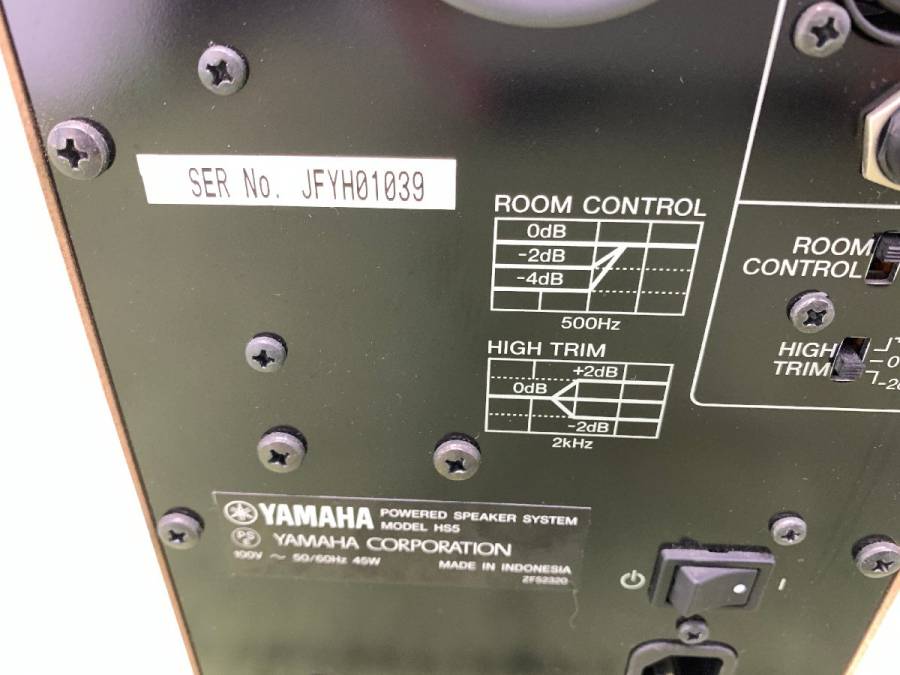 SER No. JFYH01039
ROOM CONTROL
0dB
-2dB
-4dB
500Hz
HIGH TRIM
+2dB
0dB
-2dB
2kHz
ROOM
CONTROL
HIGH
TRIM
YAMAHA POWERED SPEAKER SYSTEM
MODEL HS5
PS E YAMAHA CORPORATION
100V ~ 50/60Hz 45W MADE IN INDONESIA
ZF52320